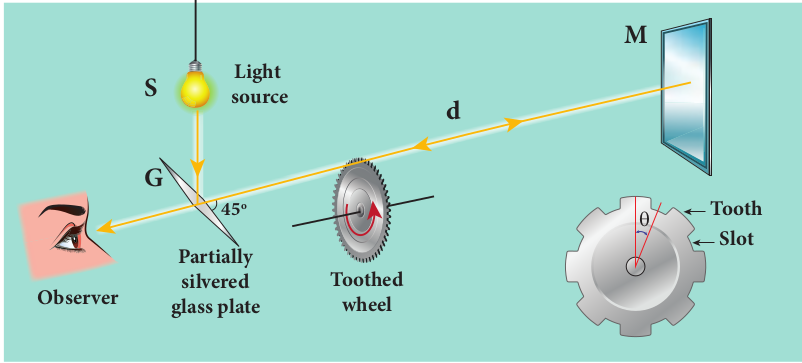 S
Light
source
M
d
G
45°
Partially
silvered
glass plate
Observer
Toothed
wheel
θ
Tooth
Slot